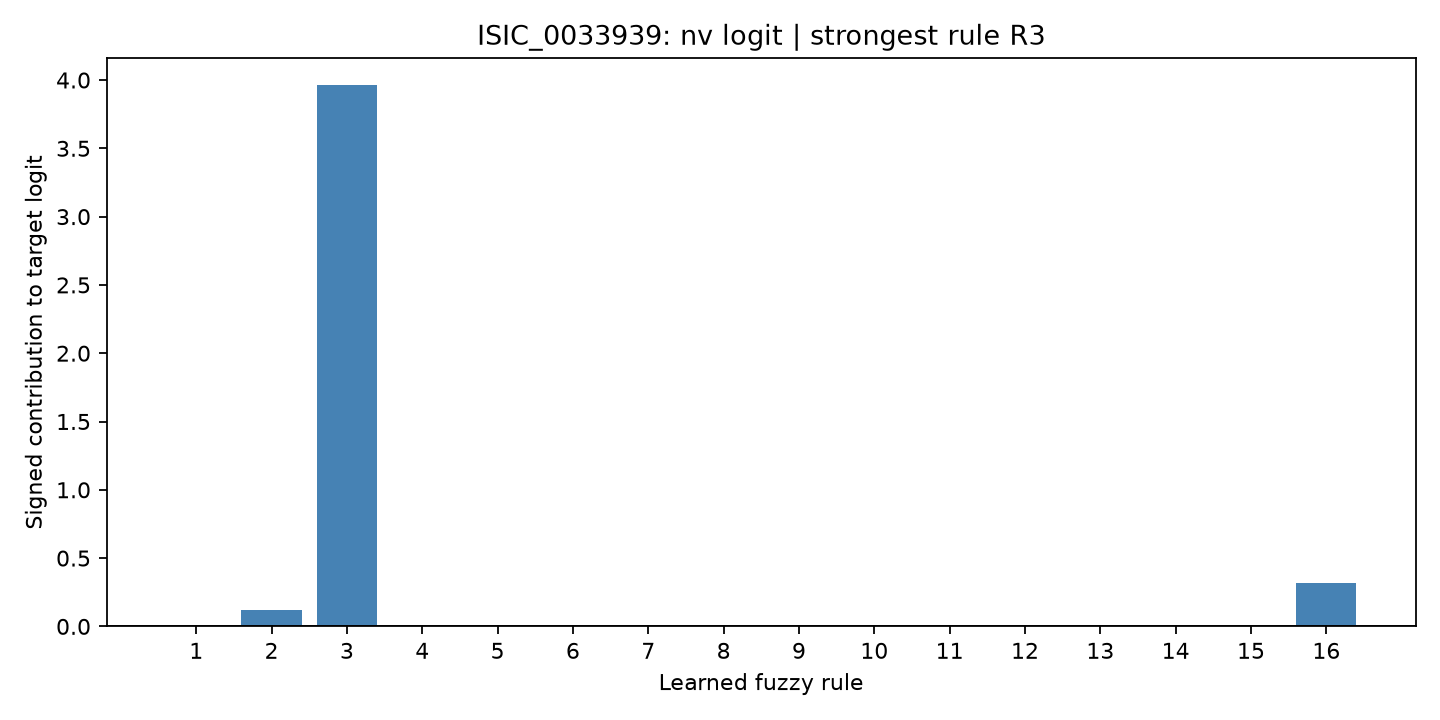 ISIC_0033939: nv logit | strongest rule R3
Signed contribution to target logit
4.0
3.5
3.0
2.5
2.0
1.5
1.0
0.5
0.0
1 2 3 4 5 6 7 8 9 10 11 12 13 14 15 16
Learned fuzzy rule